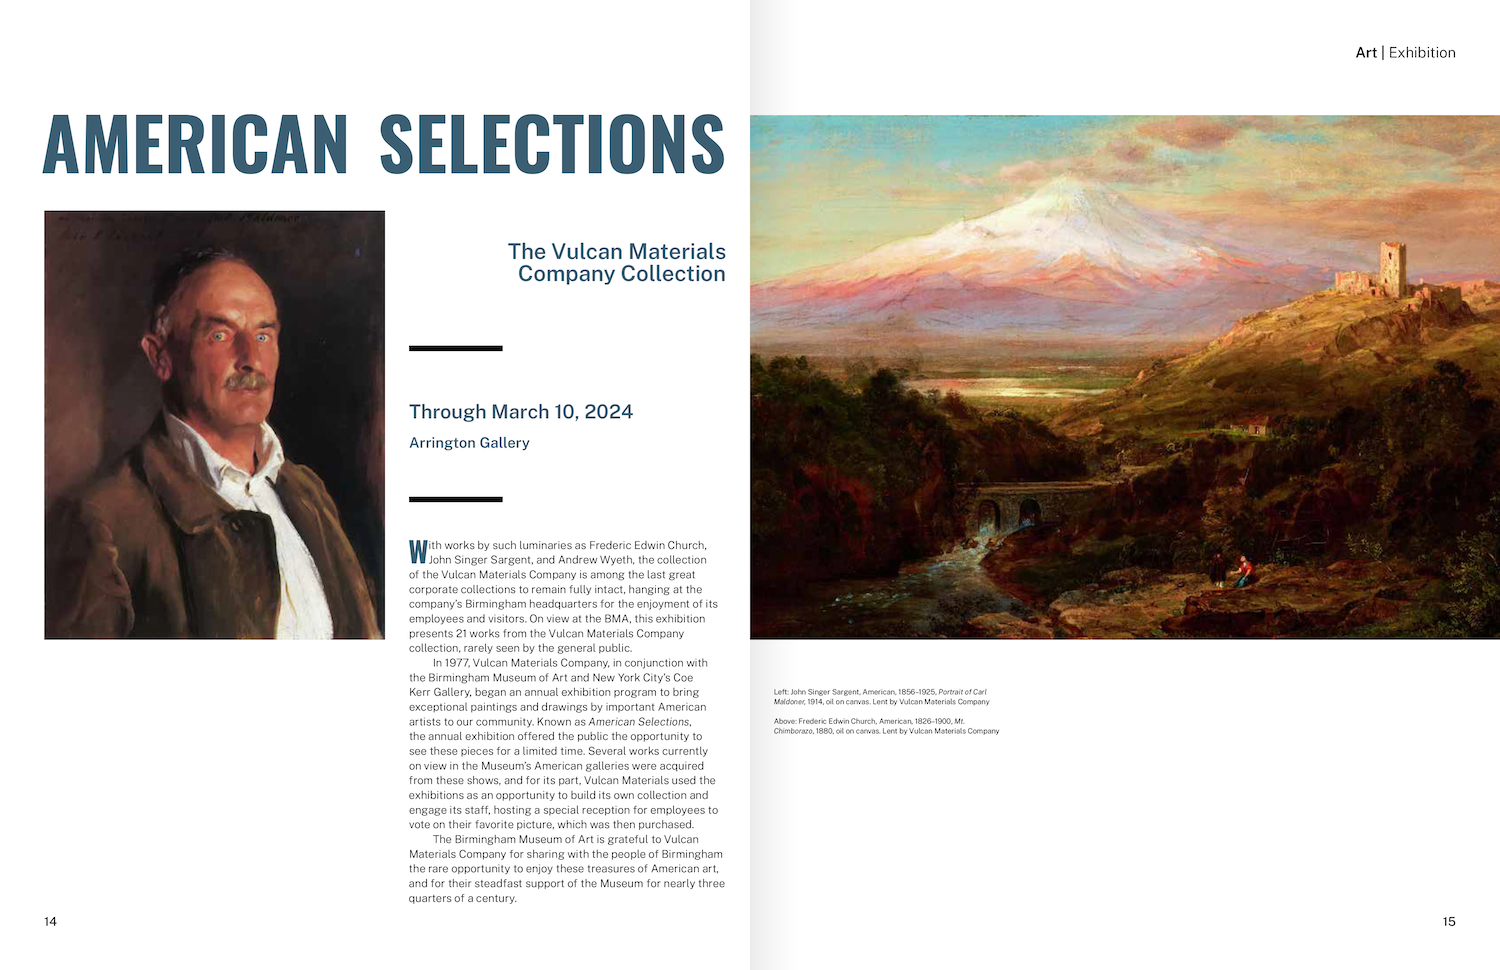 Art | Exhibition
AMERICAN SELECTIONS
The Vulcan Materials
Company Collection
Through March 10, 2024
Arrington Gallery
With works by such luminaries as Frederic Edwin Church,
John Singer Sargent, and Andrew Wyeth, the collection
of the Vulcan Materials Company is among the last great
corporate collections to remain fully intact, hanging at the
company's Birmingham headquarters for the enjoyment of its
employees and visitors. On view at the BMA, this exhibition
presents 21 works from the Vulcan Materials Company
collection, rarely seen by the general public.
In 1977, Vulcan Materials Company, in conjunction with
the Birmingham Museum of Art and New York City's Coe
Kerr Gallery, began an annual exhibition program to bring
exceptional paintings and drawings by important American
artists to our community. Known as American Selections,
the annual exhibition offered the public the opportunity to
see these pieces for a limited time. Several works currently
on view in the Museum's American galleries were acquired
from these shows, and for its part, Vulcan Materials used the
exhibitions as an opportunity to build its own collection and
engage its staff, hosting a special reception for employees to
vote on their favorite picture, which was then purchased.
The Birmingham Museum of Art is grateful to Vulcan
Materials Company for sharing with the people of Birmingham
the rare opportunity to enjoy these treasures of American art,
and for their steadfast support of the Museum for nearly three
quarters of a century.
Left: John Singer Sargent, American, 1856–1925, Portrait of Carl
Maldoner, 1914, oil on canvas. Lent by Vulcan Materials Company
Above: Frederic Edwin Church, American, 1826–1900, Mt.
Chimborazo, 1880, oil on canvas. Lent by Vulcan Materials Company
14
15